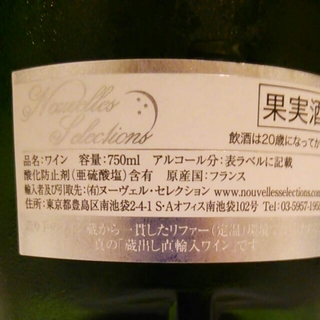 Nouvelles
Selections
果実酒
飲酒は20歳になってか
品名:ワイン 容量:750ml アルコール分:表ラベルに記載
酸化防止剤(亜硫酸塩)含有 原産国:フランス
輸入者及び引取先:(有)ヌーヴェル・セレクション www.nouvellesselections.com
住所:東京都豊島区南池袋2-4-1 S・Aオフィス南池袋102号 Tel:03-5957-195
蔵から一貫したリファー(定温)
真の「蔵出し直輸入ワイン」です